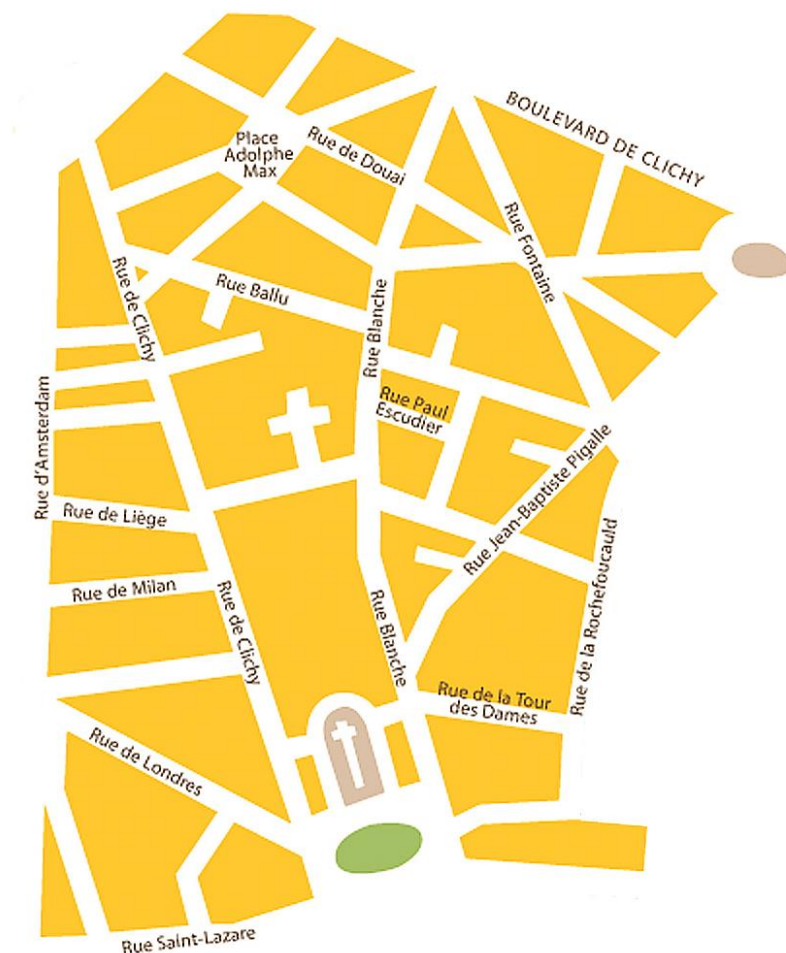 BOULEVARD DE CLICHY
Place
Adolphe
Max
Rue de Douai
Rue Fontaine
Rue de Clichy
Rue Ballu
Rue Blanche
Rue d'Amsterdam
Rue Paul
Escudier
Rue Jean-Baptiste Pigalle
Rue de Liège
Rue de Milan
Rue de Clichy
Rue Blanche
Rue de la Rochefoucauld
Rue de la Tour
des Dames
Rue de Londres
Rue Saint-Lazare